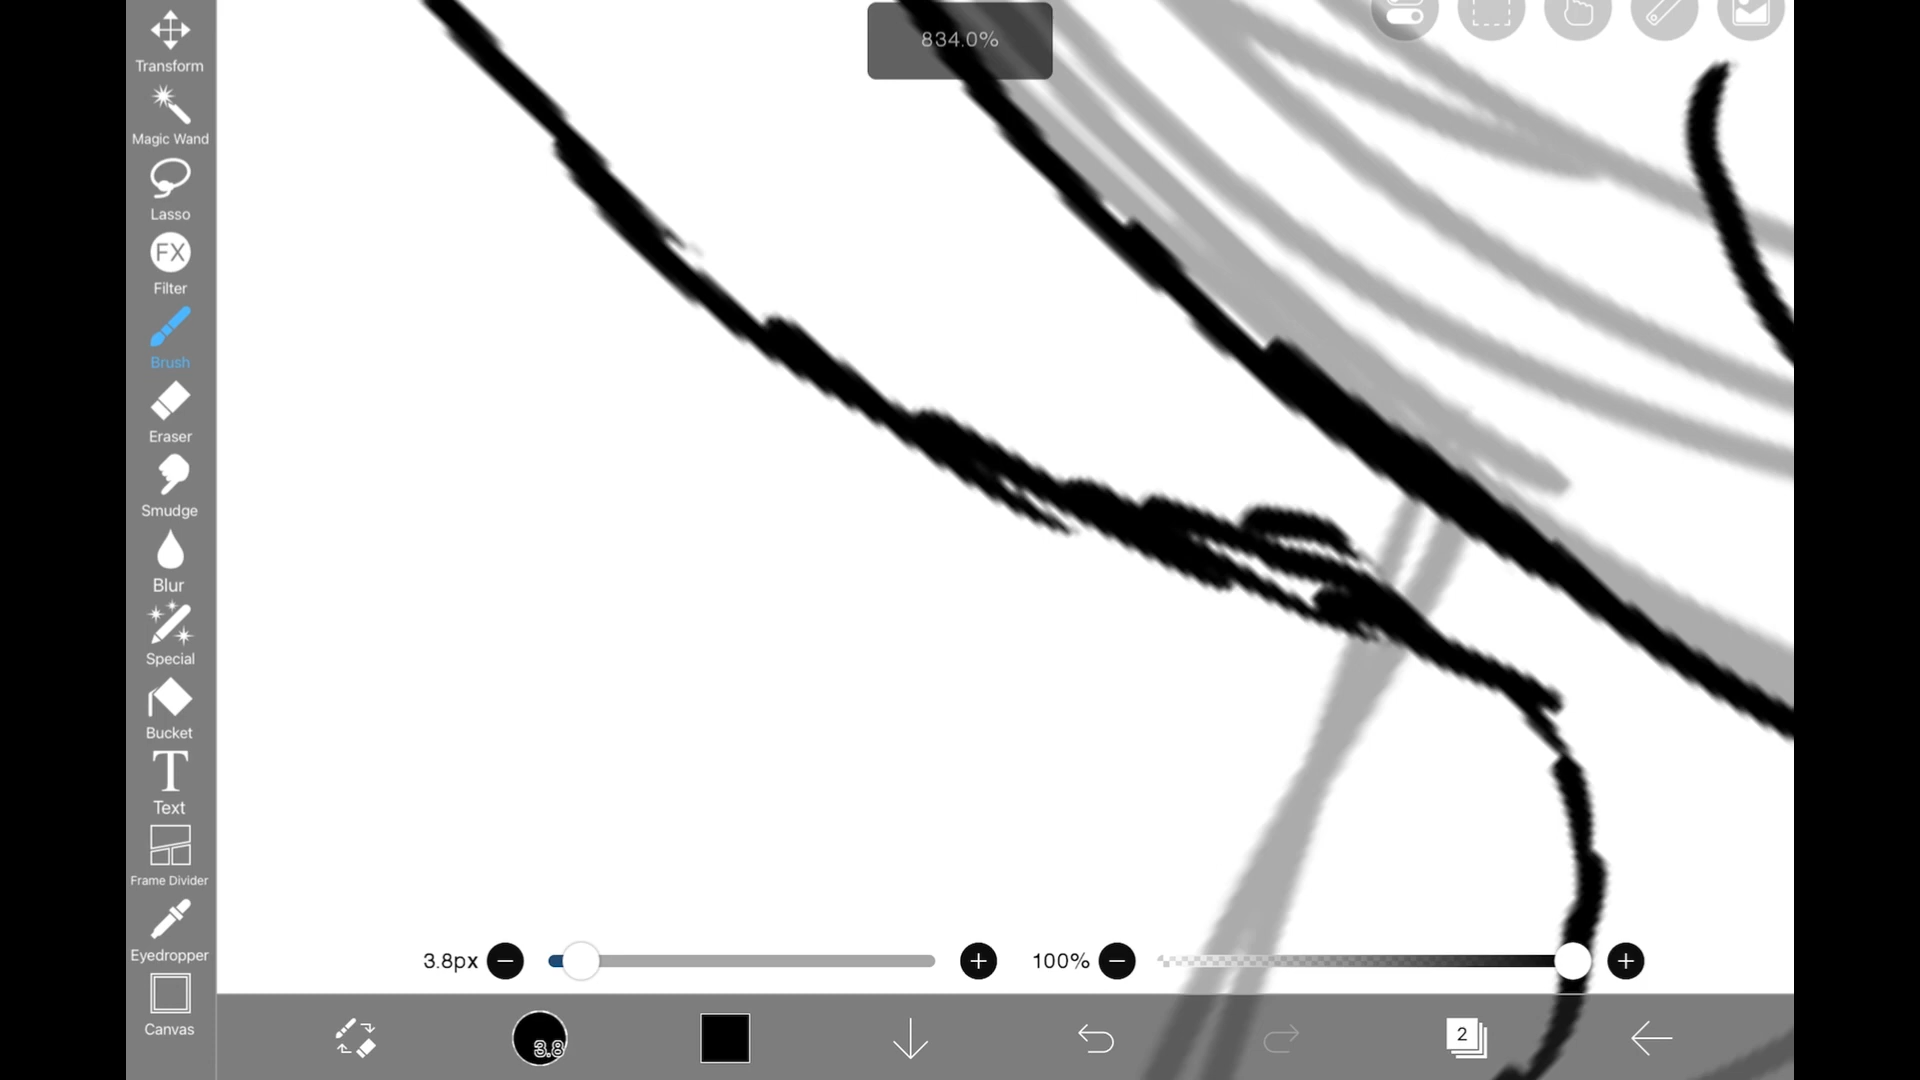 834.0%
Transform
Magic Wand
Lasso
FX
Filter
Brush
Eraser
Smudge
Blur
Special
Bucket
T
Text
Frame Divider
Eyedropper
Canvas
3.8px
100%
3.8
2